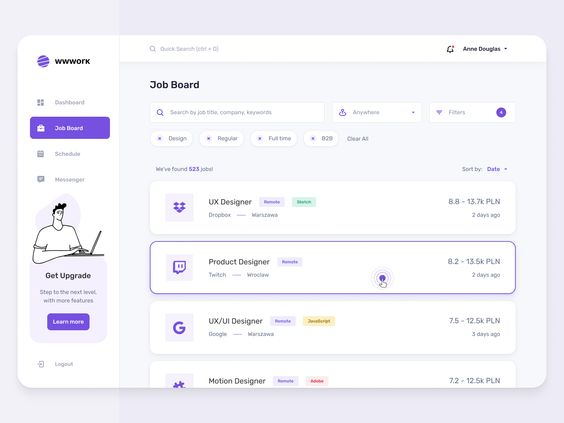 wwwork
Quick Search (ctrl + D)
Anne Douglas
Dashboard
Job Board
Schedule
Messenger
Get Upgrade
Step to the next level,
with more features
Learn more
Logout
Job Board
Search by job title, company, keywords
Anywhere
Filters
4
Design
Regular
Full time
B2B
Clear All
We've found 523 jobs!
Sort by: Date
UX Designer Remote Sketch 8.8 - 13.7k PLN
Dropbox — Warszawa 2 days ago
Product Designer Remote 8.2 - 13.5k PLN
Twitch — Wroclaw 2 days ago
UX/UI Designer Remote JavaScript 7.5 - 12.5k PLN
Google — Warszawa 3 days ago
Motion Designer Remote Adobe 7.2 - 12.5k PLN